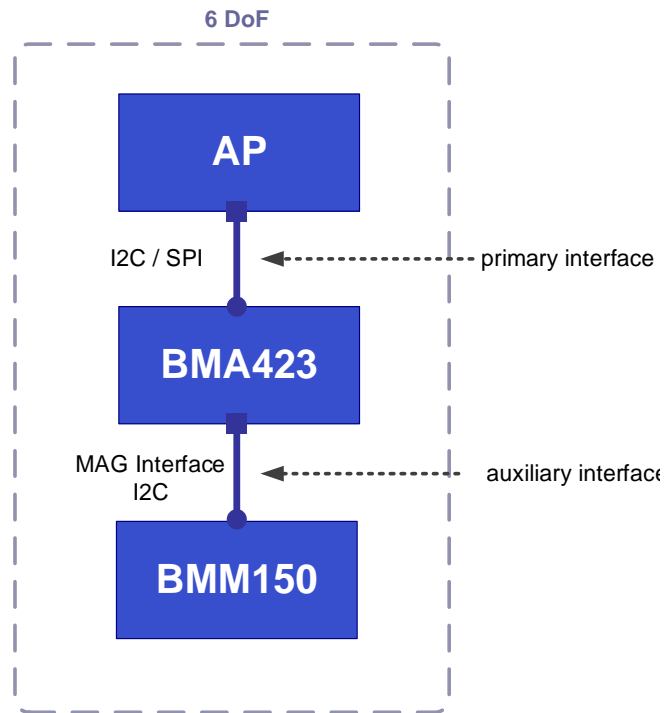 6 DoF
AP
I2C / SPI
primary interface
BMA423
MAG Interface
I2C
auxiliary interface
BMM150